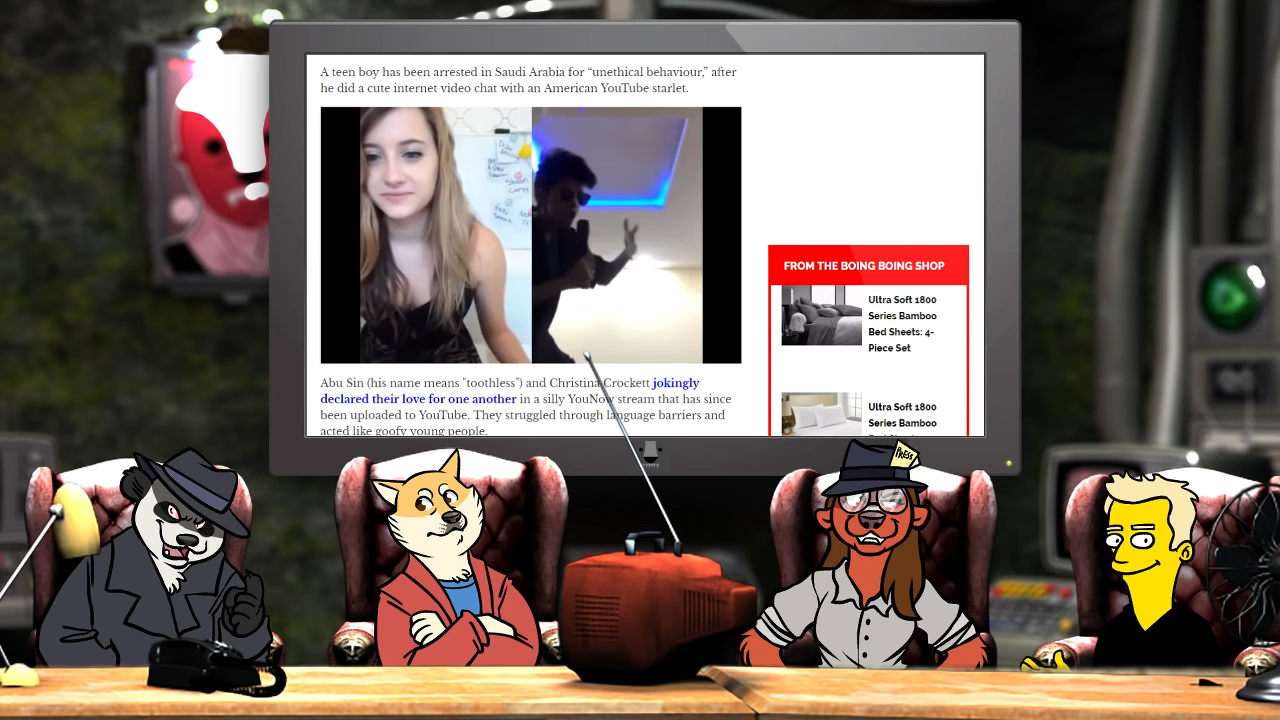 A teen boy has been arrested in Saudi Arabia for “unethical behaviour,” after
he did a cute internet video chat with an American YouTube starlet.
Abu Sin (his name means "toothless") and Christina Crockett jokingly
declared their love for one another in a silly YouNow stream that has since
been uploaded to YouTube. They struggled through language barriers and
acted like goofy young people.
FROM THE BOING BOING SHOP
Ultra Soft 1800
Series Bamboo
Bed Sheets: 4-
Piece Set
Ultra Soft 1800
Series Bamboo
PRESS